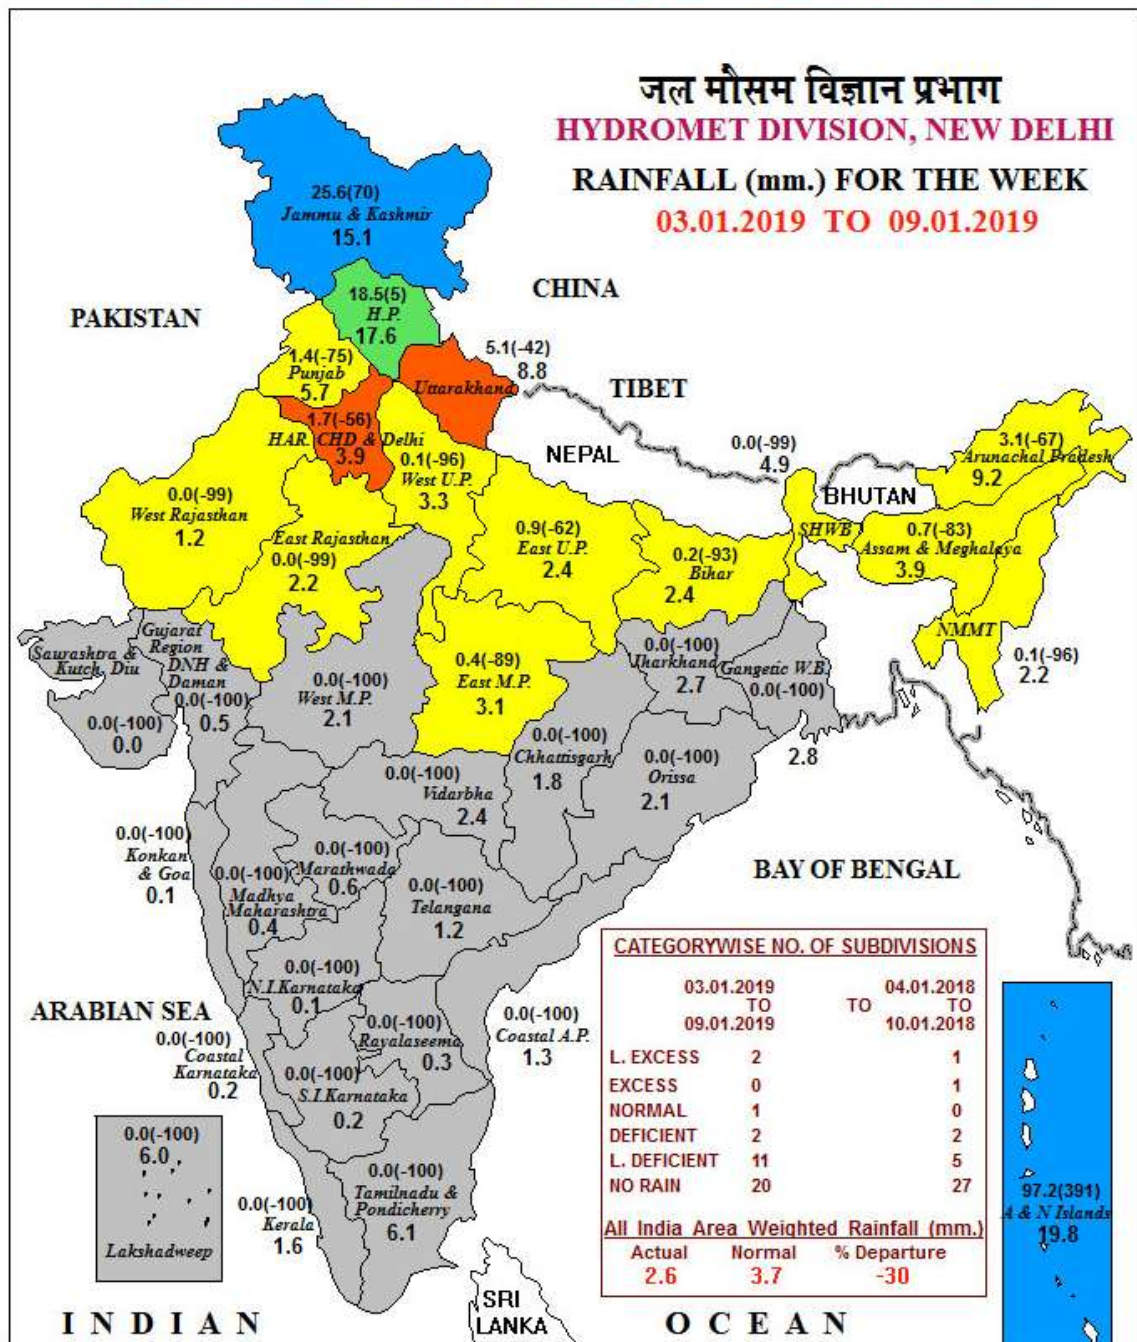 जल मौसम विज्ञान प्रभाग
HYDROMET DIVISION, NEW DELHI
RAINFALL (mm.) FOR THE WEEK
03.01.2019 TO 09.01.2019
25.6(70)
Jammu & Kashmir
15.1
CHINA
18.5(5)
H.P.
17.6
PAKISTAN
1.4(-75)
Punjab
5.7
5.1(-42)
8.8
Uttarakhand
TIBET
1.7(-56)
HAR. CHD & Delhi
3.9
NEPAL
0.0(-99)
4.9
3.1(-67)
Arunachal Pradesh
9.2
0.1(-96)
West U.P.
3.3
BHUTAN
0.0(-99)
West Rajasthan
1.2
East Rajasthan
0.0(-99)
2.2
0.9(-62)
East U.P.
2.4
0.2(-93)
Bihar
2.4
SHWB
0.7(-83)
Assam & Meghalaya
3.9
NMMT
0.1(-96)
2.2
Saurashtra &
Kutch, Diu
0.0(-100)
0.0
Gujarat
Region
DNH &
Daman
0.0(-100)
0.5
0.0(-100)
West M.P.
2.1
0.4(-89)
East M.P.
3.1
0.0(-100)
Jharkhand
2.7
Gangetic W.B.
0.0(-100)
2.8
0.0(-100)
Chhattisgarh
1.8
0.0(-100)
Orissa
2.1
0.0(-100)
Vidarbha
2.4
0.0(-100)
Konkan
& Goa
0.1
0.0(-100)
Madhya
Maharashtra
0.4
0.0(-100)
Marathwada
0.6
0.0(-100)
Telangana
1.2
BAY OF BENGAL
ARABIAN SEA
0.0(-100)
N.I.Karnataka
0.1
0.0(-100)
Rayalaseema
0.3
0.0(-100)
Coastal A.P.
1.3
0.0(-100)
Coastal
Karnataka
0.2
0.0(-100)
S.I.Karnataka
0.2
0.0(-100)
6.0
Lakshadweep
0.0(-100)
Kerala
1.6
0.0(-100)
Tamilnadu &
Pondicherry
6.1
CATEGORYWISE NO. OF SUBDIVISIONS
03.01.2019 04.01.2018
TO TO TO
09.01.2019 10.01.2018
L. EXCESS 2 1
EXCESS 0 1
NORMAL 1 0
DEFICIENT 2 2
L. DEFICIENT 11 5
NO RAIN 20 27
All India Area Weighted Rainfall (mm.)
Actual Normal % Departure
2.6 3.7 -30
97.2(391)
A & N Islands
19.8
SRI
LANKA
INDIAN OCEAN